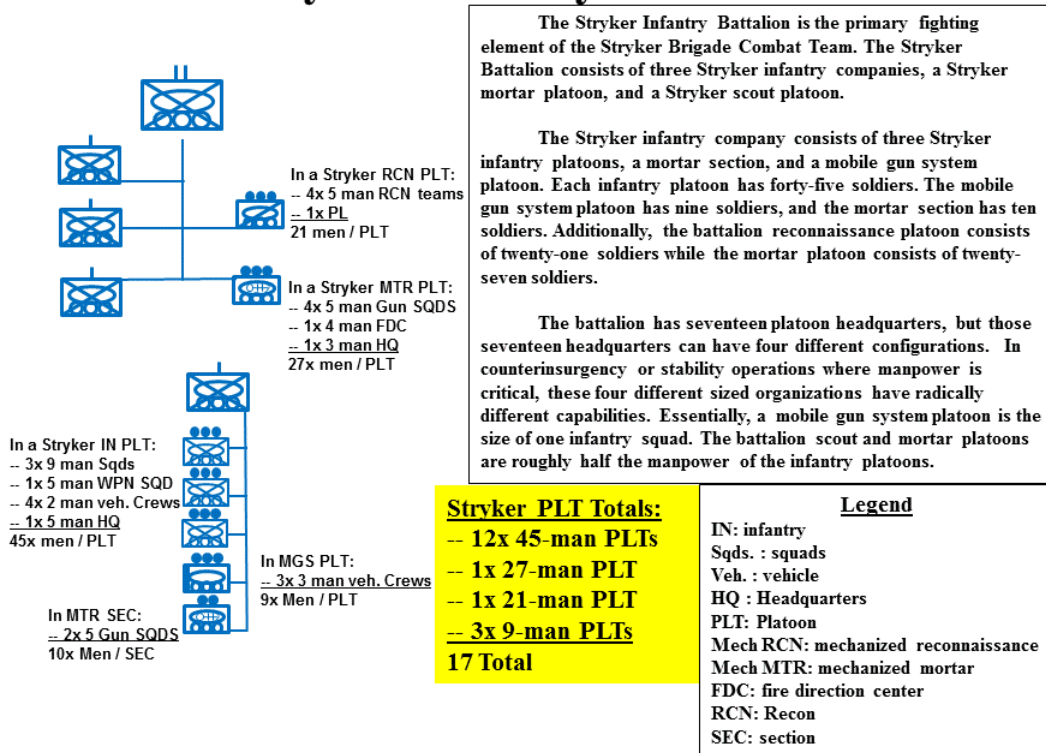 The Stryker Infantry Battalion is the primary fighting
element of the Stryker Brigade Combat Team. The Stryker
Battalion consists of three Stryker infantry companies, a Stryker
mortar platoon, and a Stryker scout platoon.
The Stryker infantry company consists of three Stryker
infantry platoons, a mortar section, and a mobile gun system
platoon. Each infantry platoon has forty-five soldiers. The mobile
gun system platoon has nine soldiers, and the mortar section has ten
soldiers. Additionally, the battalion reconnaissance platoon consists
of twenty-one soldiers while the mortar platoon consists of twenty-
seven soldiers.
The battalion has seventeen platoon headquarters, but those
seventeen headquarters can have four different configurations. In
counterinsurgency or stability operations where manpower is
critical, these four different sized organizations have radically
different capabilities. Essentially, a mobile gun system platoon is the
size of one infantry squad. The battalion scout and mortar platoons
are roughly half the manpower of the infantry platoons.
In a Stryker RCN PLT:
-- 4x 5 man RCN teams
-- 1x PL
21 men / PLT
In a Stryker MTR PLT:
-- 4x 5 man Gun SQDS
-- 1x 4 man FDC
-- 1x 3 man HQ
27x men / PLT
In a Stryker IN PLT:
-- 3x 9 man Sqds
-- 1x 5 man WPN SQD
-- 4x 2 man veh. Crews
-- 1x 5 man HQ
45x men / PLT
In MGS PLT:
-- 3x 3 man veh. Crews
9x Men / PLT
In MTR SEC:
-- 2x 5 Gun SQDS
10x Men / SEC
Stryker PLT Totals:
-- 12x 45-man PLTs
-- 1x 27-man PLT
-- 1x 21-man PLT
-- 3x 9-man PLTs
17 Total
Legend
IN: infantry
Sqds. : squads
Veh. : vehicle
HQ : Headquarters
PLT: Platoon
Mech RCN: mechanized reconnaissance
Mech MTR: mechanized mortar
FDC: fire direction center
RCN: Recon
SEC: section